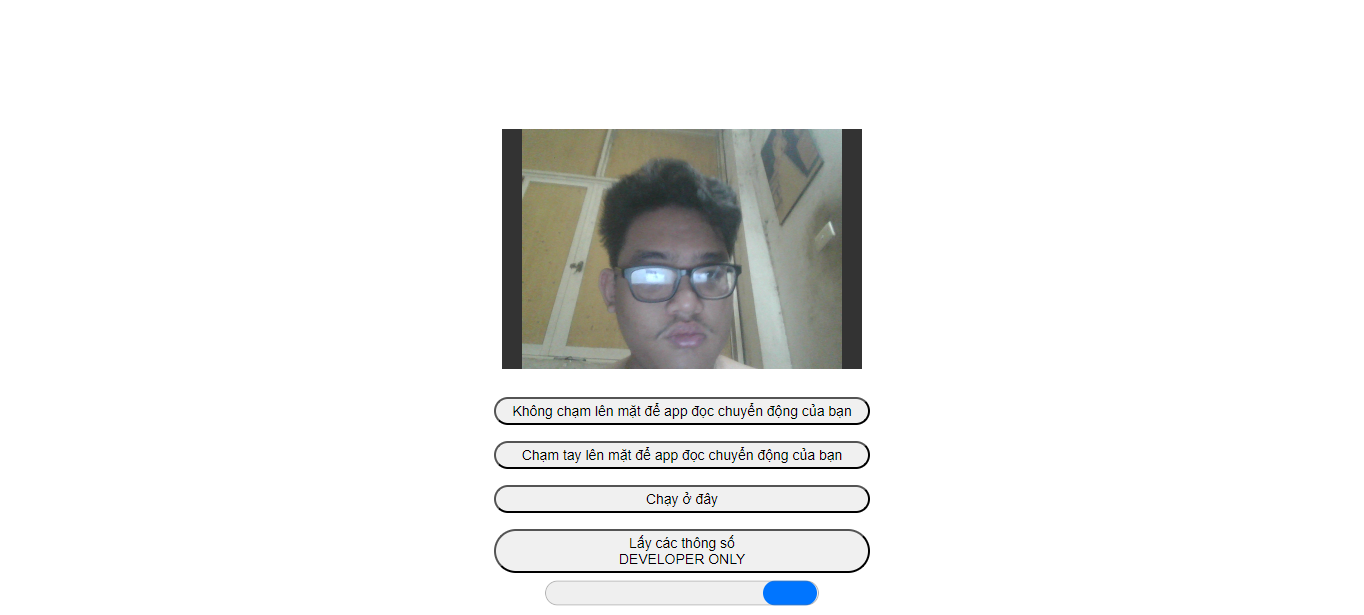 Không chạm lên mặt để app đọc chuyển động của bạn
Chạm tay lên mặt để app đọc chuyển động của bạn
Chạy ở đây
Lấy các thông số
DEVELOPER ONLY